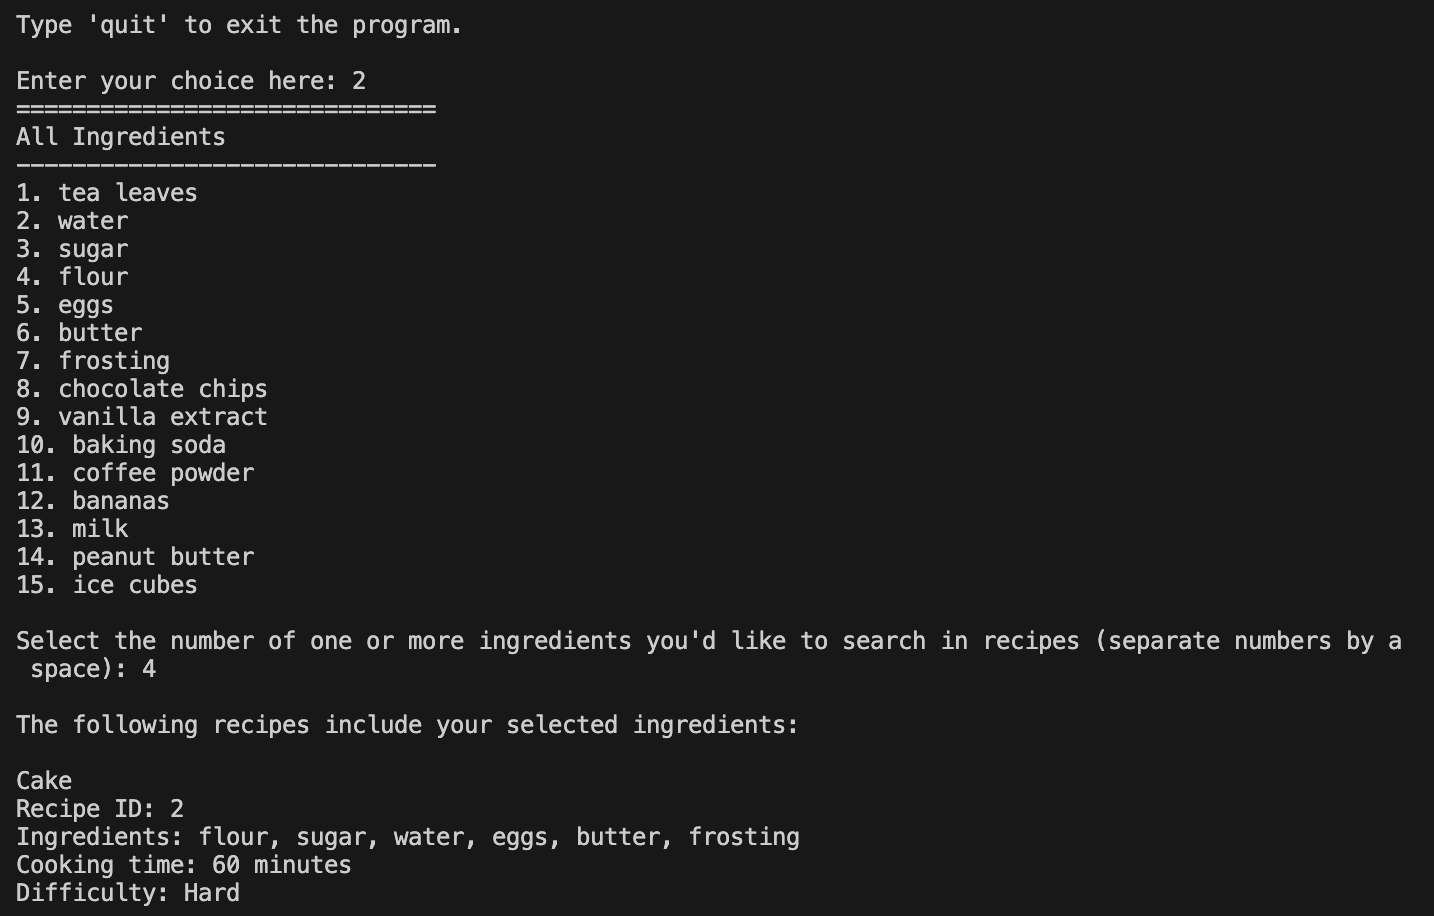 Type 'quit' to exit the program.
Enter your choice here: 2
==============================
All Ingredients
------------------------------
1. tea leaves
2. water
3. sugar
4. flour
5. eggs
6. butter
7. frosting
8. chocolate chips
9. vanilla extract
10. baking soda
11. coffee powder
12. bananas
13. milk
14. peanut butter
15. ice cubes
Select the number of one or more ingredients you'd like to search in recipes (separate numbers by a
 space): 4
The following recipes include your selected ingredients:
Cake
Recipe ID: 2
Ingredients: flour, sugar, water, eggs, butter, frosting
Cooking time: 60 minutes
Difficulty: Hard